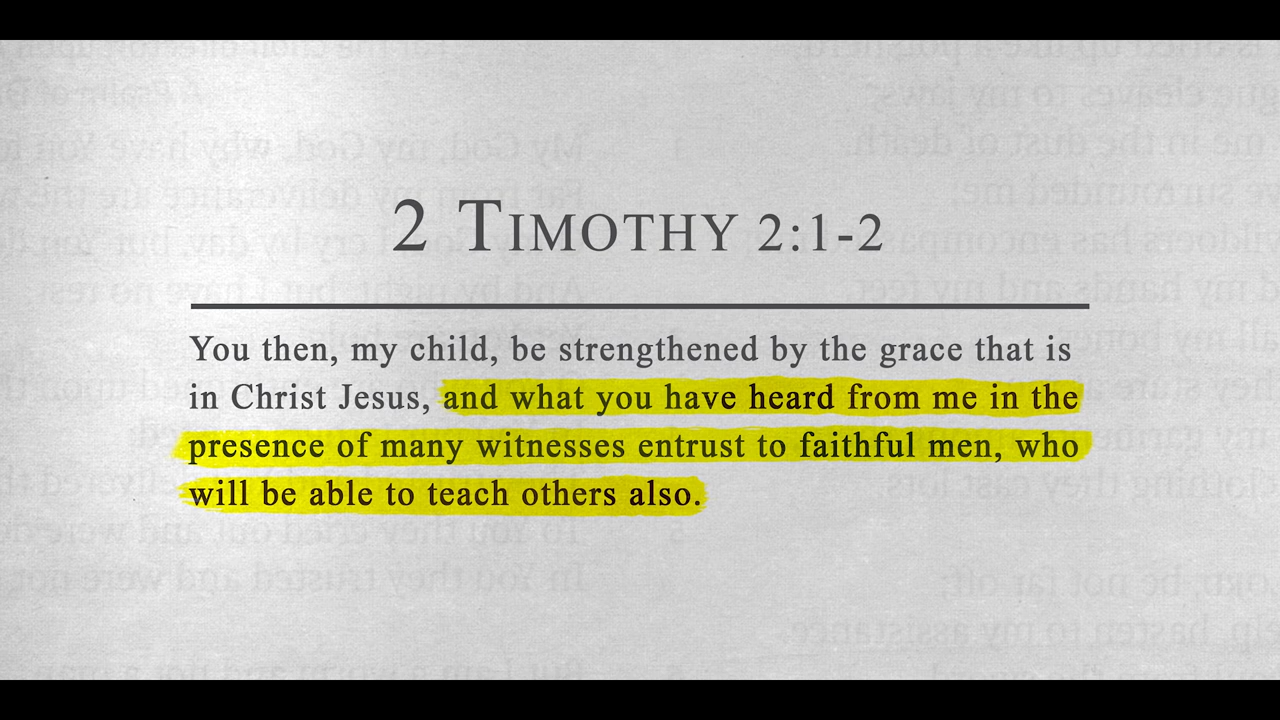 2 TIMOTHY 2:1-2
You then, my child, be strengthened by the grace that is
in Christ Jesus, and what you have heard from me in the
presence of many witnesses entrust to faithful men, who
will be able to teach others also.